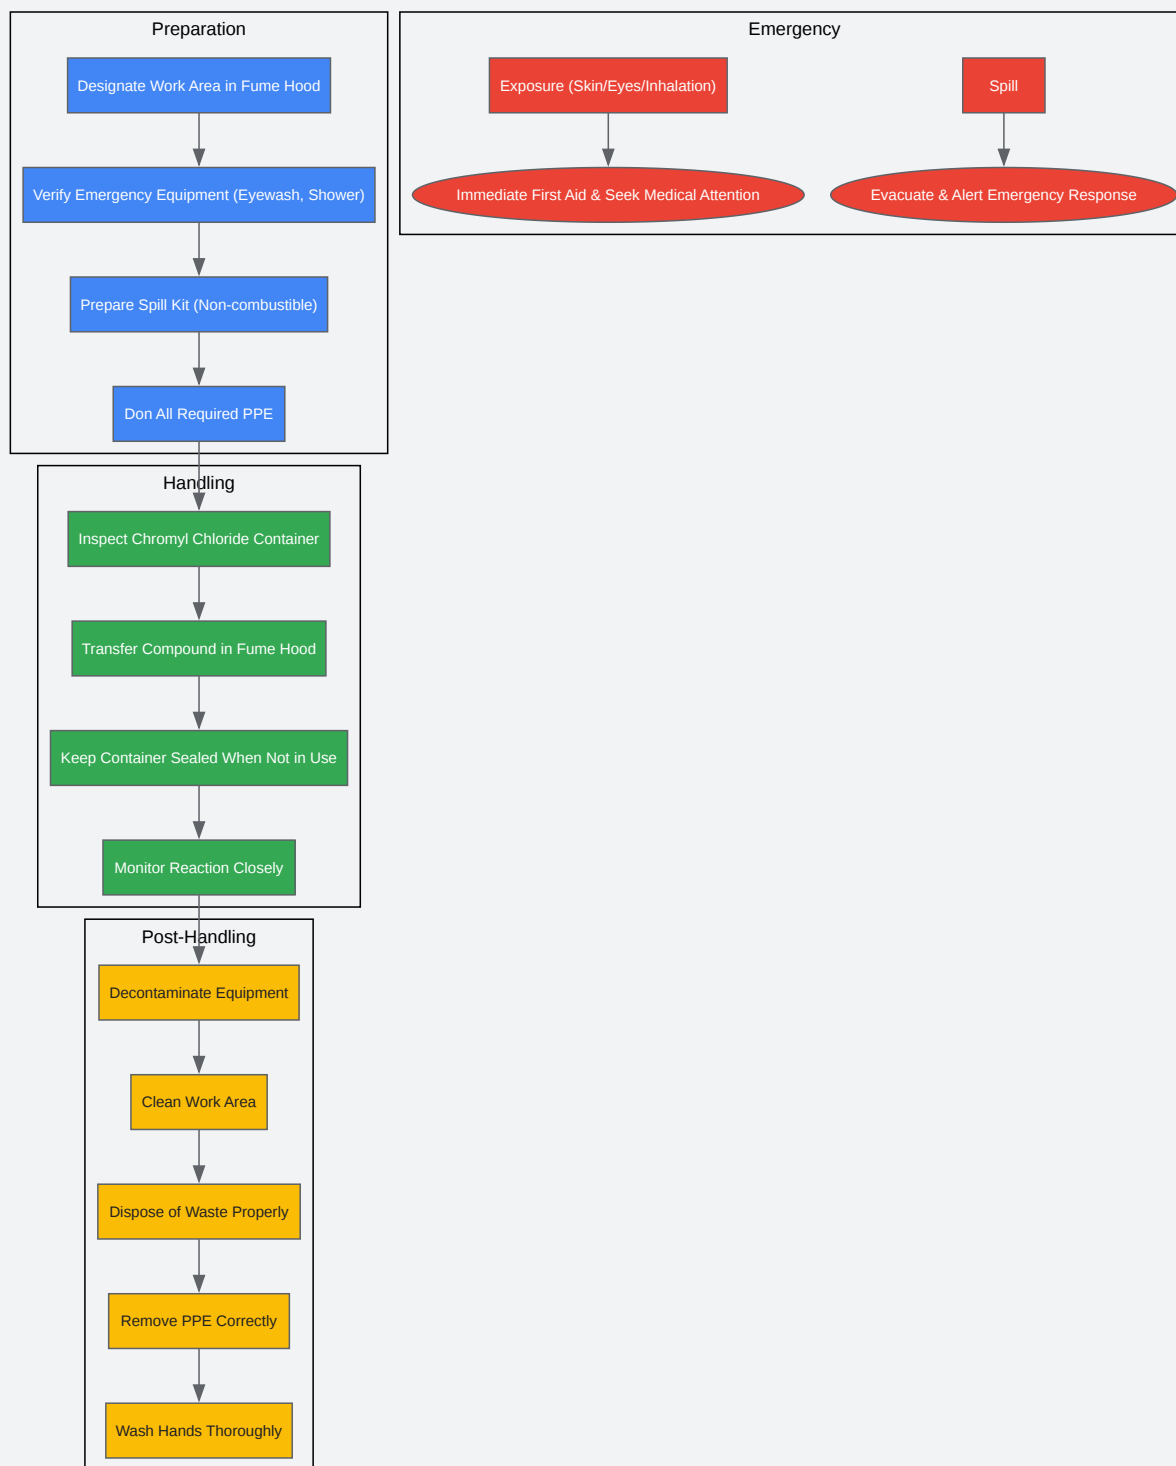 Preparation
Designate Work Area in Fume Hood
Verify Emergency Equipment (Eyewash, Shower)
Prepare Spill Kit (Non-combustible)
Don All Required PPE
Handling
Inspect Chromyl Chloride Container
Transfer Compound in Fume Hood
Keep Container Sealed When Not in Use
Monitor Reaction Closely
Post-Handling
Decontaminate Equipment
Clean Work Area
Dispose of Waste Properly
Remove PPE Correctly
Wash Hands Thoroughly
Emergency
Exposure (Skin/Eyes/Inhalation)
Immediate First Aid & Seek Medical Attention
Spill
Evacuate & Alert Emergency Response